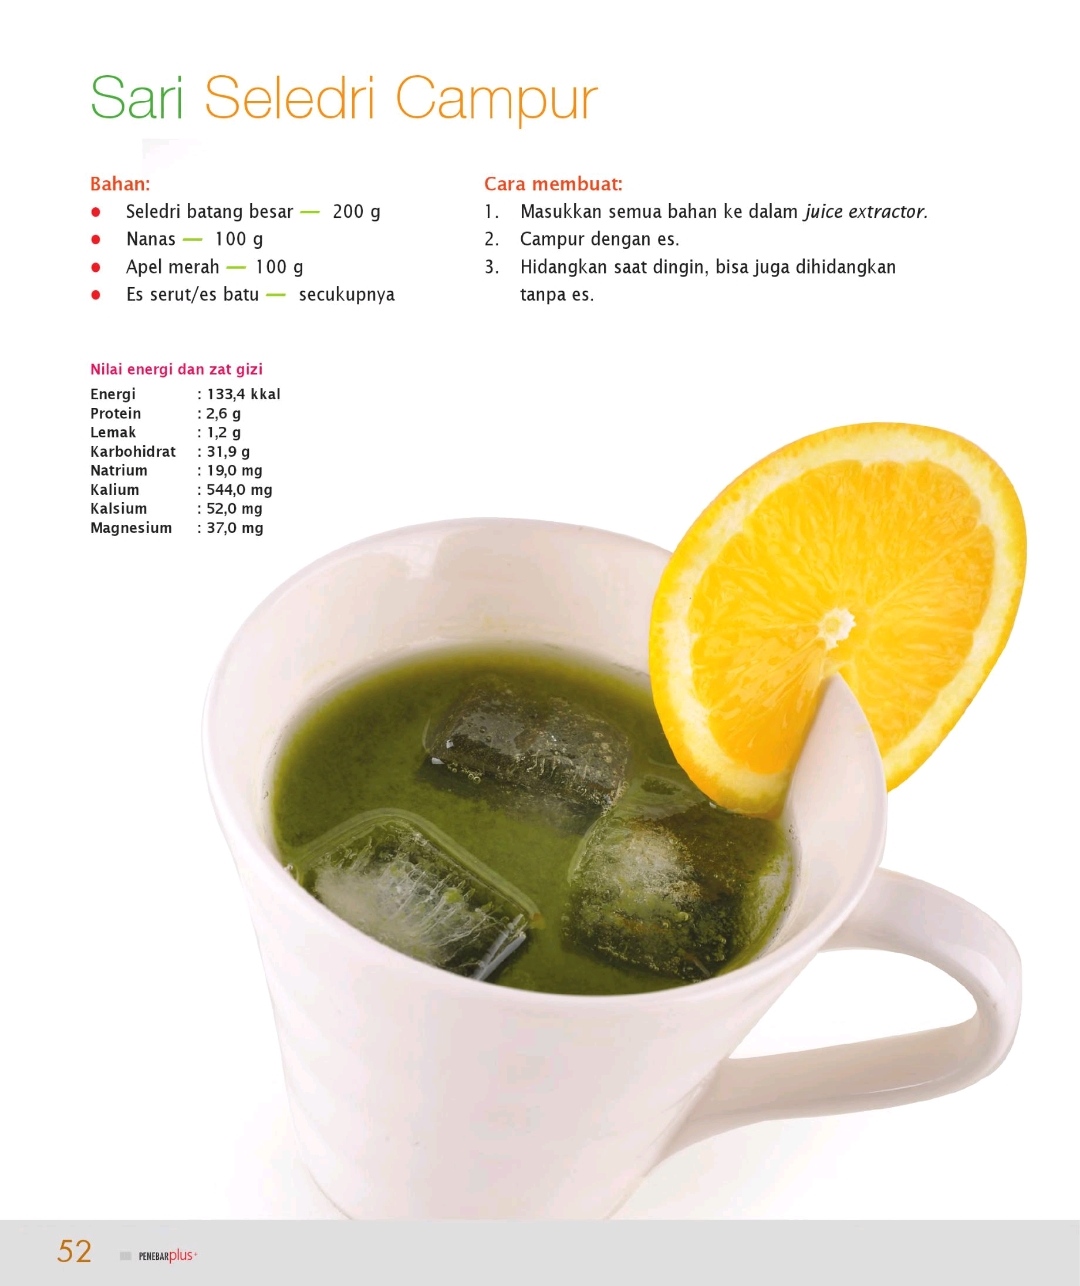 Sari Seledri Campur
Bahan:
● Seledri batang besar — 200 g
● Nanas — 100 g
● Apel merah — 100 g
● Es serut/es batu — secukupnya
Cara membuat:
1. Masukkan semua bahan ke dalam juice extractor.
2. Campur dengan es.
3. Hidangkan saat dingin, bisa juga dihidangkan
tanpa es.
Nilai energi dan zat gizi
Energi : 133,4 kkal
Protein : 2,6 g
Lemak : 1,2 g
Karbohidrat : 31,9 g
Natrium : 19,0 mg
Kalium : 544,0 mg
Kalsium : 52,0 mg
Magnesium : 37,0 mg
52 PENEBARplus+